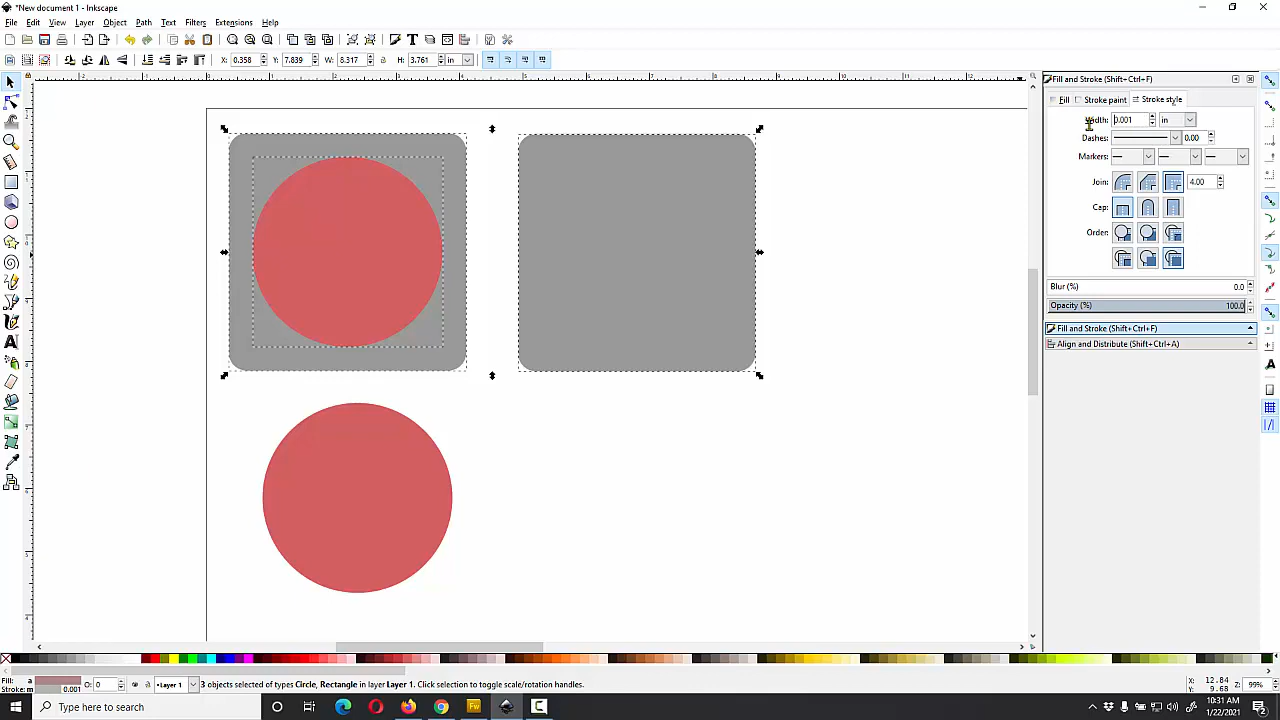 *New document 1 - Inkscape
File Edit View Layer Object Path Text Filters Extensions Help
X: 0.358 Y: 7.839 W: 8.317 H: 3.761 in
Fill and Stroke (Shift+Ctrl+F)
Fill Stroke paint Stroke style
Width: 0.001 in
Dashes: 0.00
Markers:
Join: 4.00
Cap:
Order:
Blur (%) 0.0
Opacity (%) 100.0
Fill and Stroke (Shift+Ctrl+F)
Align and Distribute (Shift+Ctrl+A)
Fill: a
Stroke: m 0.001 O: 0 •Layer 1 3 objects selected of types Circle, Rectangle in layer Layer 1. Click selection to toggle scale/rotation handles.
X: 12.84
Y: 9.68
Z: 99%
Type here to search
Fw
10:31 AM
1/22/2021